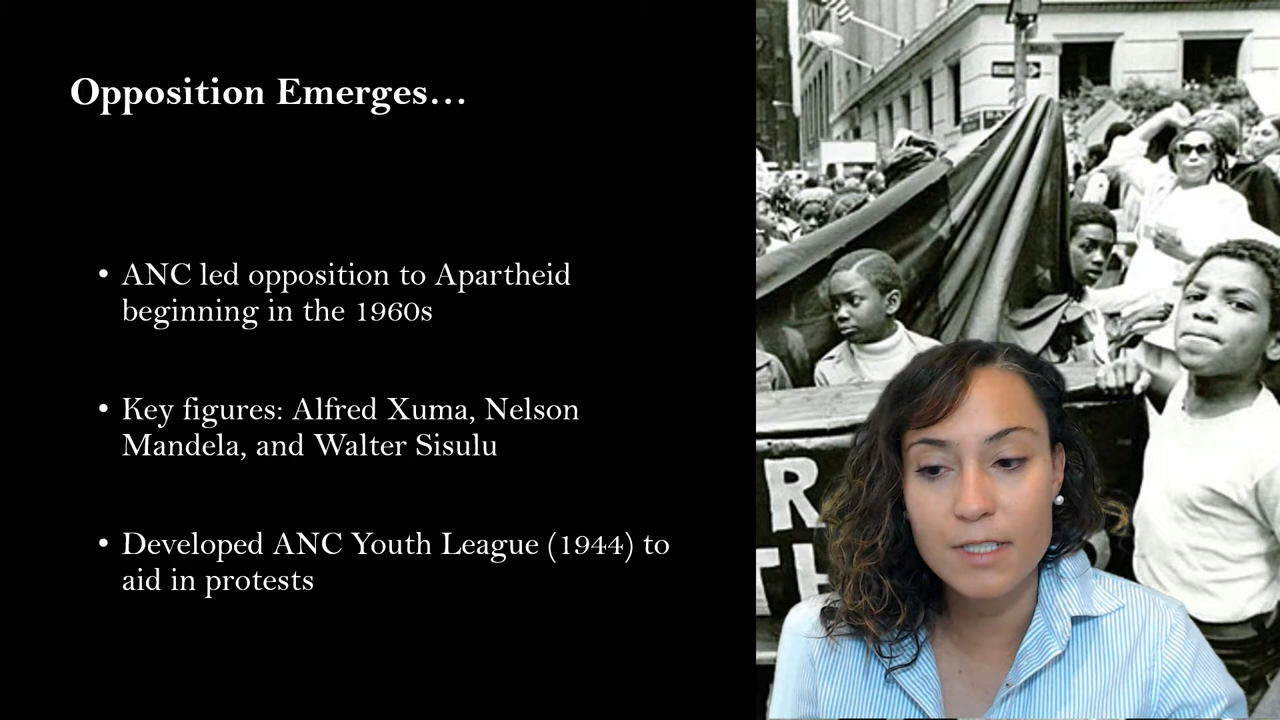 Opposition Emerges...
• ANC led opposition to Apartheid
beginning in the 1960s
• Key figures: Alfred Xuma, Nelson
Mandela, and Walter Sisulu
• Developed ANC Youth League (1944) to
aid in protests
R
TH